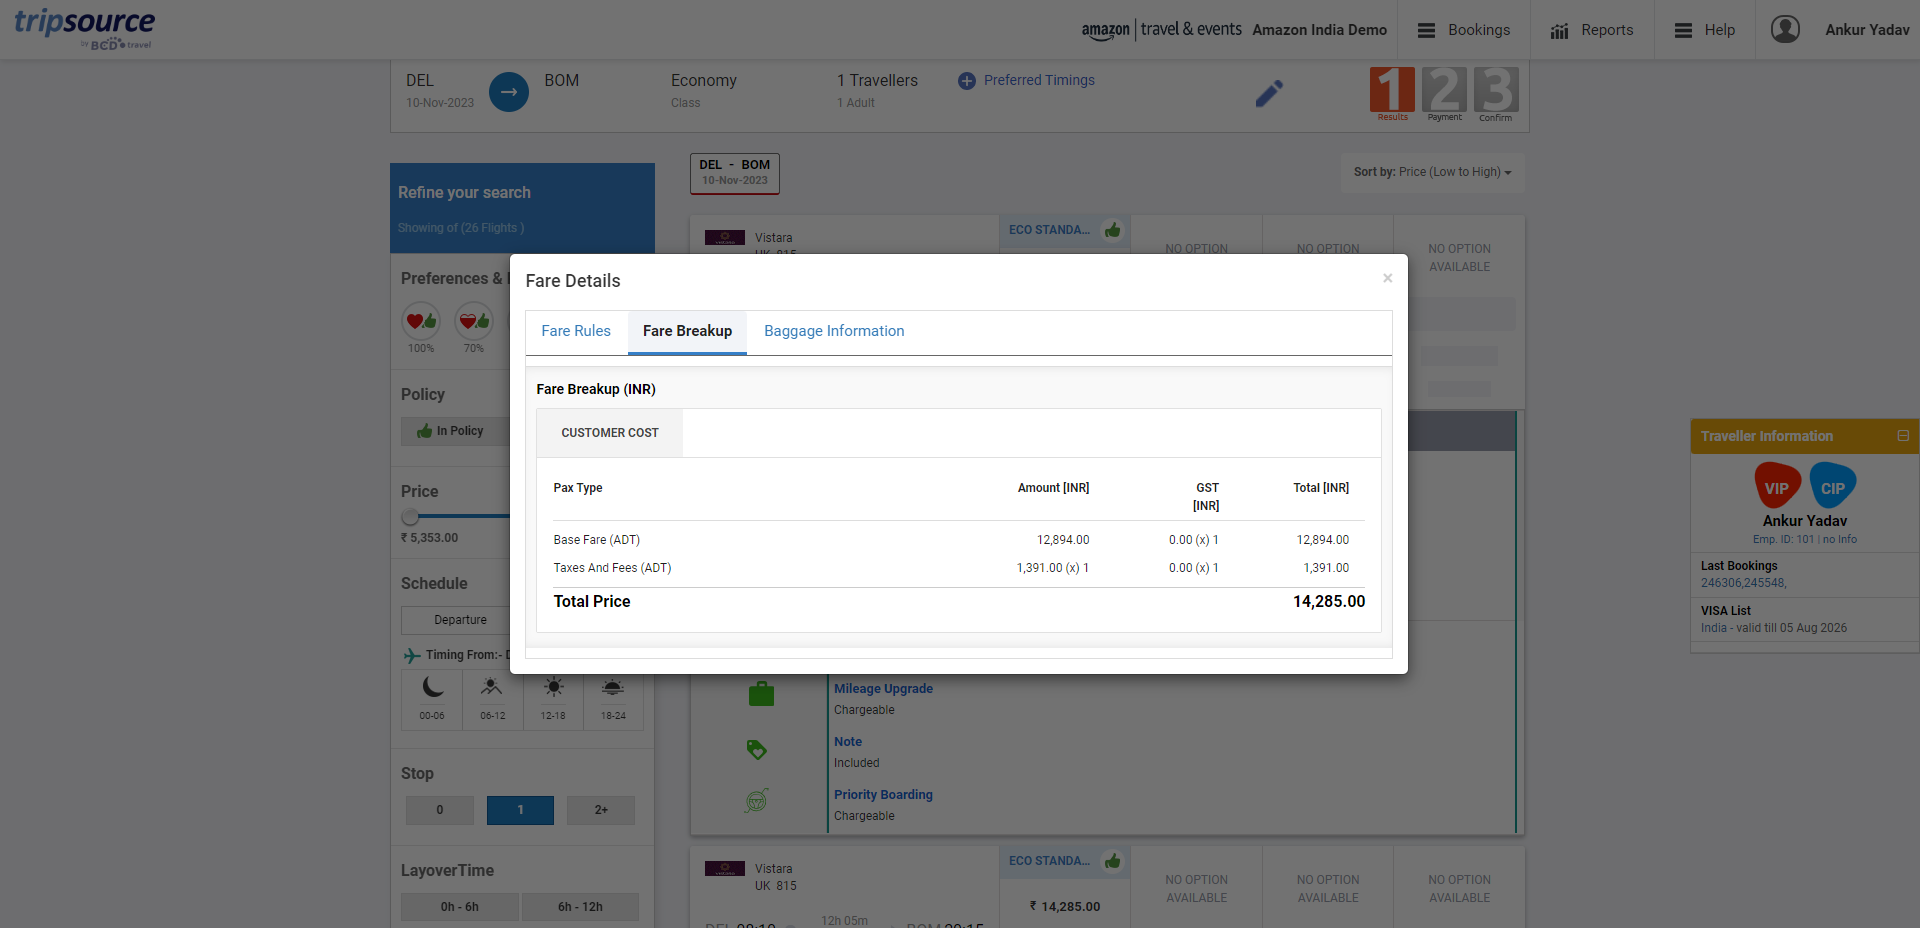 tripsource
by BCD travel
amazon | travel & events Amazon India Demo
Bookings
Reports
Help
Ankur Yadav
DEL
10-Nov-2023
BOM
Economy
Class
1 Travellers
1 Adult
Preferred Timings
1 2 3
Results Payment Confirm
Refine your search
Showing of (26 Flights )
DEL - BOM
10-Nov-2023
Sort by: Price (Low to High)
Vistara
UK 815
ECO STANDA...
NO OPTION
NO OPTION
NO OPTION
AVAILABLE
Preferences &
100% 70%
Policy
In Policy
Price
₹ 5,353.00
Schedule
Departure
Timing From:- D
00-06 06-12 12-18 18-24
Stop
0 1 2+
LayoverTime
0h - 6h 6h - 12h
Fare Details
×
Fare Rules Fare Breakup Baggage Information
Fare Breakup (INR)
CUSTOMER COST
Pax Type Amount [INR] GST [INR] Total [INR]
Base Fare (ADT) 12,894.00 0.00 (x) 1 12,894.00
Taxes And Fees (ADT) 1,391.00 (x) 1 0.00 (x) 1 1,391.00
Total Price 14,285.00
Mileage Upgrade
Chargeable
Note
Included
Priority Boarding
Chargeable
Vistara
UK 815
ECO STANDA...
₹ 14,285.00
NO OPTION AVAILABLE
NO OPTION AVAILABLE
NO OPTION AVAILABLE
12h 05m
Traveller Information
VIP CIP
Ankur Yadav
Emp. ID: 101 | no Info
Last Bookings
246306,245548,
VISA List
India - valid till 05 Aug 2026